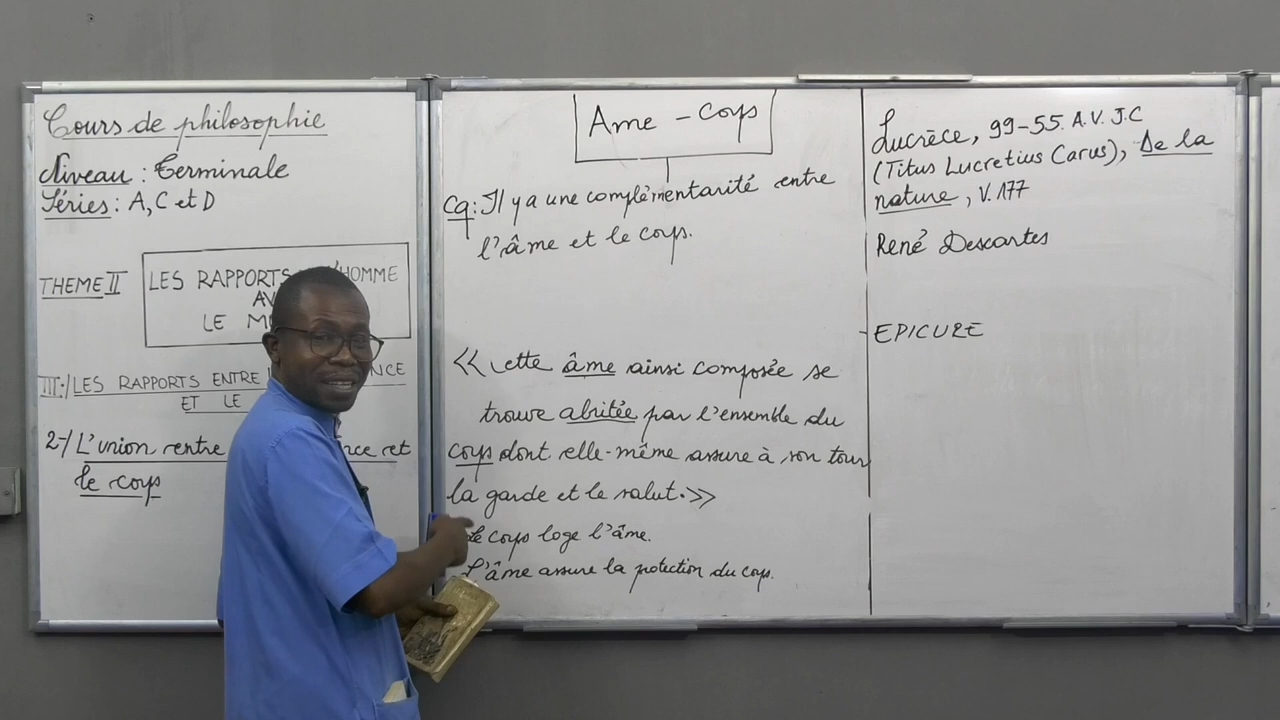 Cours de philosophie
Niveau : Terminale
Séries : A, C et D
THEME II
LES RAPPORTS L'HOMME
LE
III-/ LES RAPPORTS ENTRE
ET LE
2-/ L'union entre et
le corps
Ame - Corps
Cq: Il y a une complémentarité entre
l'âme et le corps.
<< Cette âme ainsi composée se
trouve abritée par l'ensemble du
corps dont elle-même assure à son tour
la garde et le salut. >>
Le corps loge l'âme.
L'âme assure la protection du corps.
Lucrèce, 99-55. A.V. J.C
(Titus Lucretius Carus), De la
nature, V. 177
René Descartes
- EPICURE